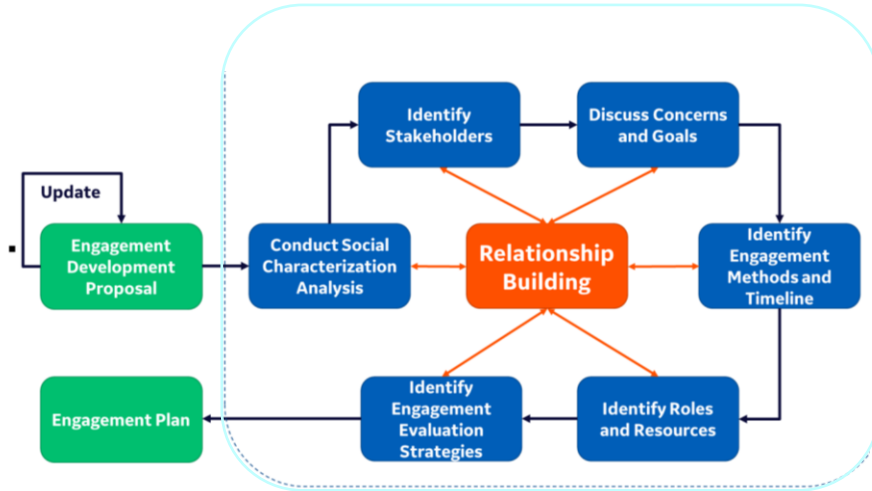 Identify
Stakeholders
Discuss Concerns
and Goals
Update
Engagement
Development
Proposal
Conduct Social
Characterization
Analysis
Relationship
Building
Identify
Engagement
Methods and
Timeline
Engagement Plan
Identify
Engagement
Evaluation
Strategies
Identify Roles
and Resources